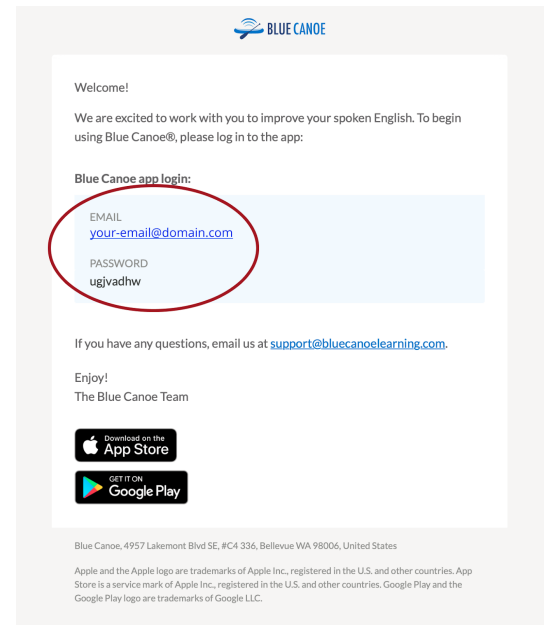 BLUE CANOE
Welcome!
We are excited to work with you to improve your spoken English. To begin
using Blue Canoe®, please log in to the app:
Blue Canoe app login:
EMAIL
your-email@domain.com
PASSWORD
ugjvadhw
If you have any questions, email us at support@bluecanoelearning.com.
Enjoy!
The Blue Canoe Team
Download on the
App Store
GET IT ON
Google Play
Blue Canoe, 4957 Lakemont Blvd SE, #C4 336, Bellevue WA 98006, United States
Apple and the Apple logo are trademarks of Apple Inc., registered in the U.S. and other countries. App
Store is a service mark of Apple Inc., registered in the U.S. and other countries. Google Play and the
Google Play logo are trademarks of Google LLC.